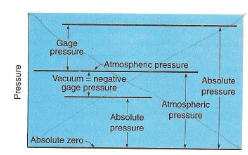 Gage
pressure
Atmospheric pressure
Vacuum = negative
gage pressure
Absolute
pressure
Atmospheric
pressure
Absolute
pressure
Absolute zero
Pressure